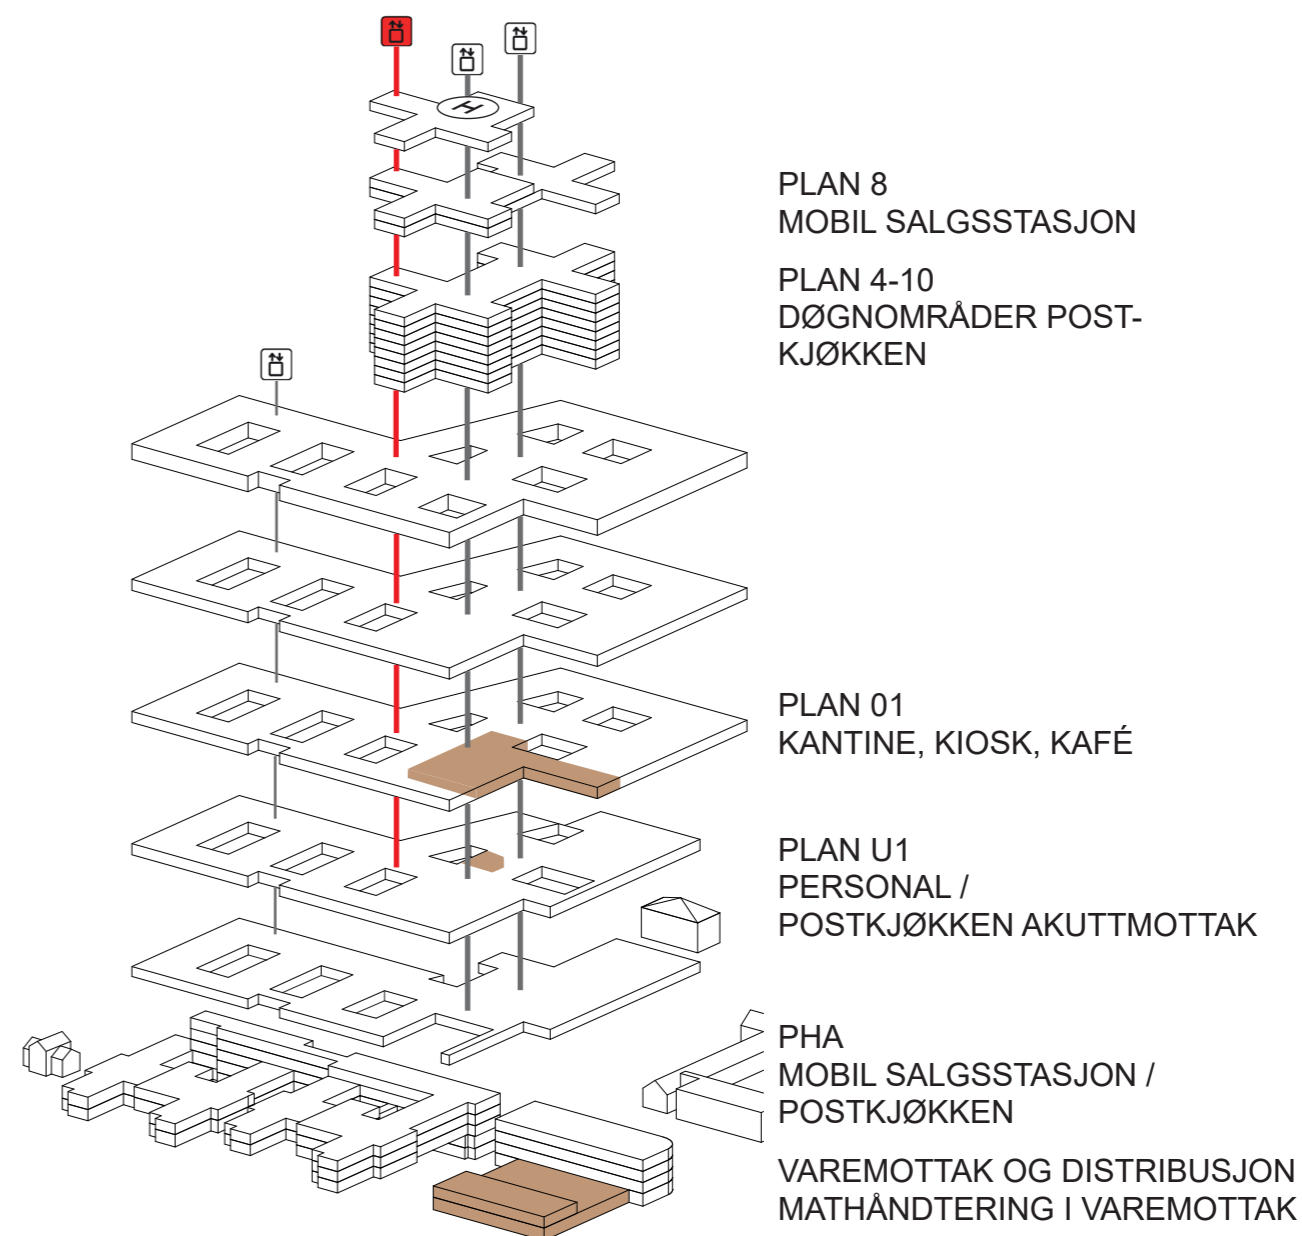 H
PLAN 8
MOBIL SALGSSTASJON
PLAN 4-10
DØGNOMRÅDER POST-
KJØKKEN
PLAN 01
KANTINE, KIOSK, KAFÉ
PLAN U1
PERSONAL /
POSTKJØKKEN AKUTTMOTTAK
PHA
MOBIL SALGSSTASJON /
POSTKJØKKEN
VAREMOTTAK OG DISTRIBUSJON
MATHÅNDTERING I VAREMOTTAK